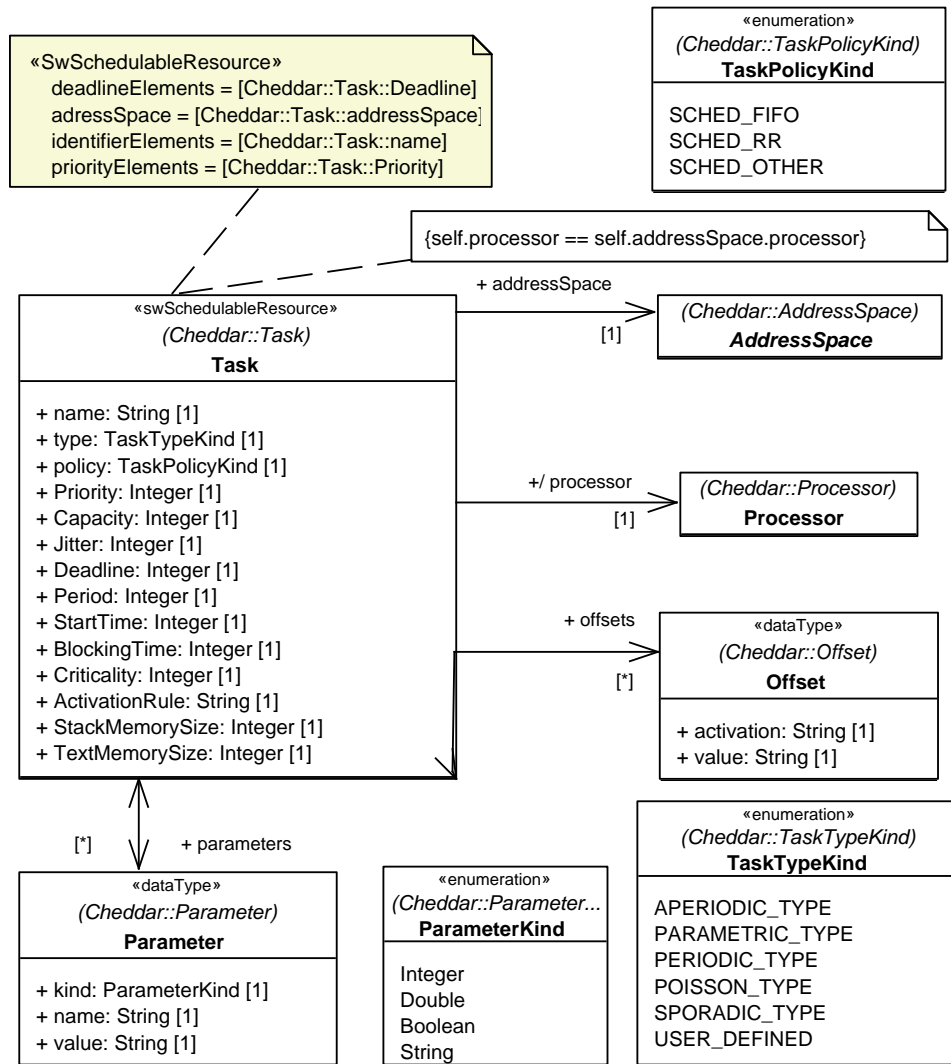 «SwSchedulableResource»
deadlineElements = [Cheddar::Task::Deadline]
adressSpace = [Cheddar::Task::addressSpace]
identifierElements = [Cheddar::Task::name]
priorityElements = [Cheddar::Task::Priority]
«enumeration»
(Cheddar::TaskPolicyKind)
TaskPolicyKind
SCHED_FIFO
SCHED_RR
SCHED_OTHER
{self.processor == self.addressSpace.processor}
«swSchedulableResource»
(Cheddar::Task)
Task
+ name: String [1]
+ type: TaskTypeKind [1]
+ policy: TaskPolicyKind [1]
+ Priority: Integer [1]
+ Capacity: Integer [1]
+ Jitter: Integer [1]
+ Deadline: Integer [1]
+ Period: Integer [1]
+ StartTime: Integer [1]
+ BlockingTime: Integer [1]
+ Criticality: Integer [1]
+ ActivationRule: String [1]
+ StackMemorySize: Integer [1]
+ TextMemorySize: Integer [1]
+ addressSpace
[1]
(Cheddar::AddressSpace)
AddressSpace
+/ processor
[1]
(Cheddar::Processor)
Processor
+ offsets
[*]
«dataType»
(Cheddar::Offset)
Offset
+ activation: String [1]
+ value: String [1]
[*]
+ parameters
«dataType»
(Cheddar::Parameter)
Parameter
+ kind: ParameterKind [1]
+ name: String [1]
+ value: String [1]
«enumeration»
(Cheddar::Parameter...
ParameterKind
Integer
Double
Boolean
String
«enumeration»
(Cheddar::TaskTypeKind)
TaskTypeKind
APERIODIC_TYPE
PARAMETRIC_TYPE
PERIODIC_TYPE
POISSON_TYPE
SPORADIC_TYPE
USER_DEFINED